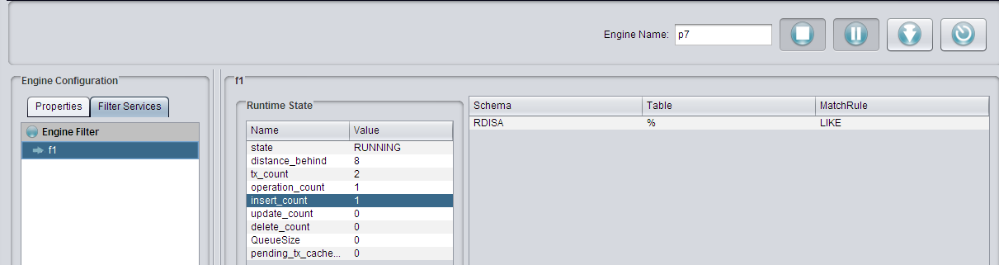 Engine Name: p7
Engine Configuration
Properties Filter Services
Engine Filter
f1
f1
Runtime State
Name Value
state RUNNING
distance_behind 8
tx_count 2
operation_count 1
insert_count 1
update_count 0
delete_count 0
QueueSize 0
pending_tx_cache... 0
Schema Table MatchRule
RDISA % LIKE